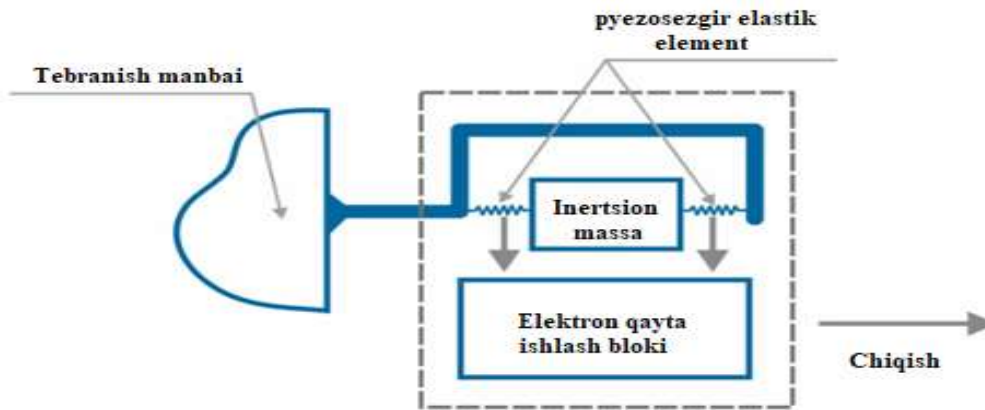 pyezosezgir elastik
element
Tebranish manbai
Inertsion
massa
Elektron qayta
ishlash bloki
Chiqish